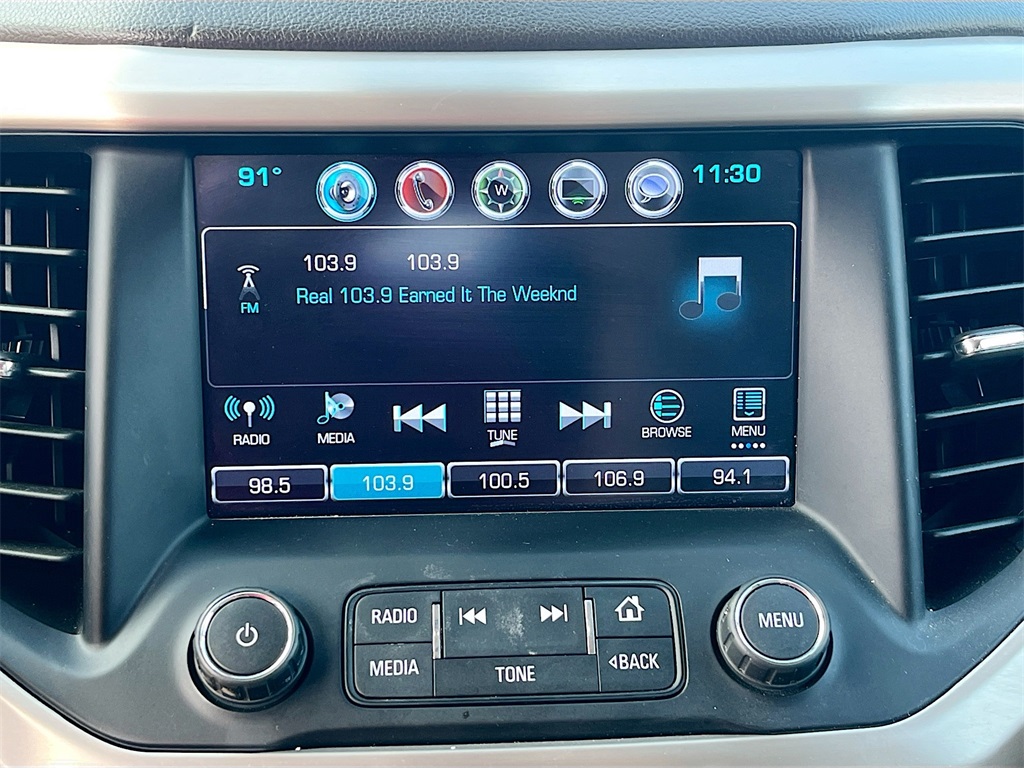 91° W 11:30
103.9 103.9
FM Real 103.9 Earned It The Weeknd
RADIO MEDIA TUNE BROWSE MENU
98.5 103.9 100.5 106.9 94.1
RADIO MENU
MEDIA TONE BACK